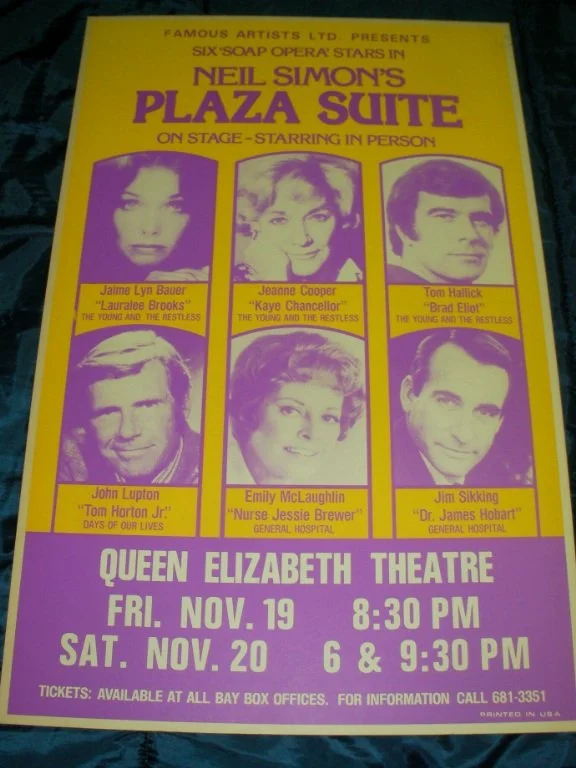 FAMOUS ARTISTS LTD. PRESENTS
SIX 'SOAP OPERA' STARS IN
NEIL SIMON'S
PLAZA SUITE
ON STAGE - STARRING IN PERSON
Jaime Lyn Bauer
"Lauralee Brooks"
THE YOUNG AND THE RESTLESS
Jeanne Cooper
"Kaye Chancellor"
THE YOUNG AND THE RESTLESS
Tom Hallick
"Brad Eliot"
THE YOUNG AND THE RESTLESS
John Lupton
"Tom Horton Jr."
DAYS OF OUR LIVES
Emily McLaughlin
"Nurse Jessie Brewer"
GENERAL HOSPITAL
Jim Sikking
"Dr. James Hobart"
GENERAL HOSPITAL
QUEEN ELIZABETH THEATRE
FRI. NOV. 19 8:30 PM
SAT. NOV. 20 6 & 9:30 PM
TICKETS: AVAILABLE AT ALL BAY BOX OFFICES. FOR INFORMATION CALL 681-3351
PRINTED IN USA